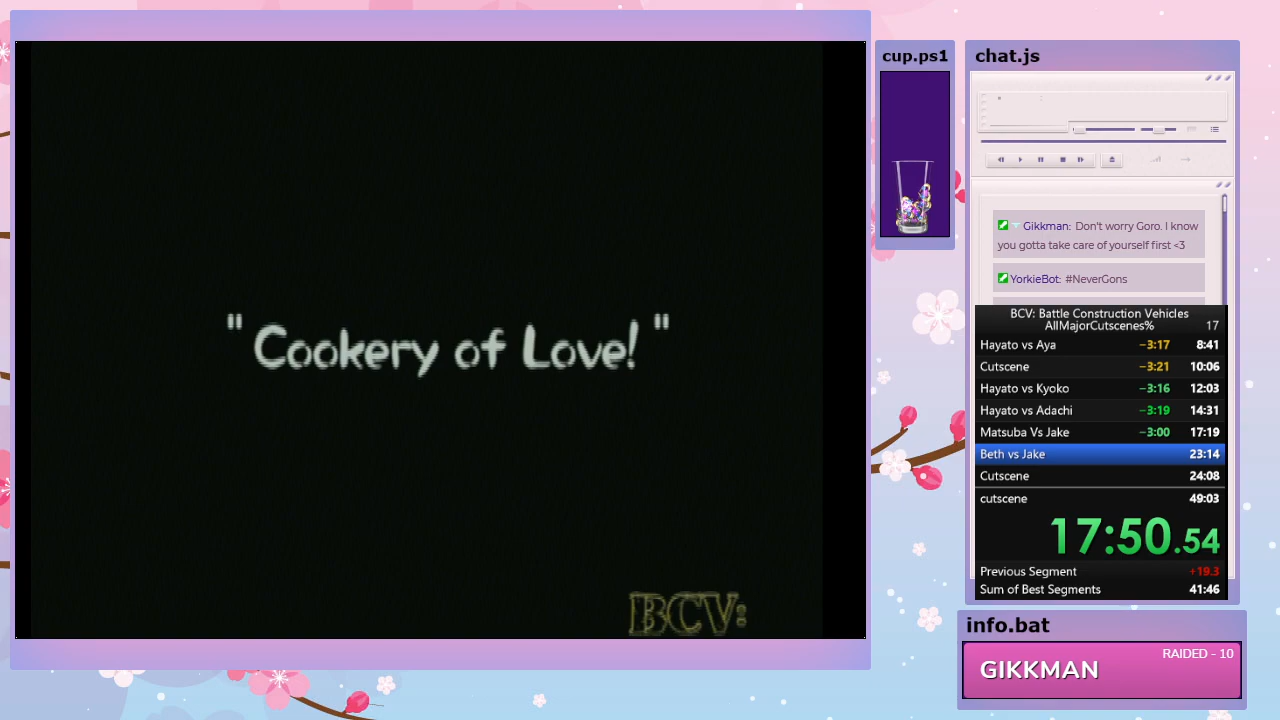 "Cookery of Love!"
BCV:
cup.ps1
chat.js
Gikkman: Don't worry Goro. I know
you gotta take care of yourself first <3
YorkieBot: #NeverGons
BCV: Battle Construction Vehicles
AllMajorCutscenes% 17
Hayato vs Aya −3:17 8:41
Cutscene −3:21 10:06
Hayato vs Kyoko −3:16 12:03
Hayato vs Adachi −3:19 14:31
Matsuba Vs Jake −3:00 17:19
Beth vs Jake 23:14
Cutscene 24:08
cutscene 49:03
17:50.54
Previous Segment +19.3
Sum of Best Segments 41:46
info.bat
RAIDED - 10
GIKKMAN